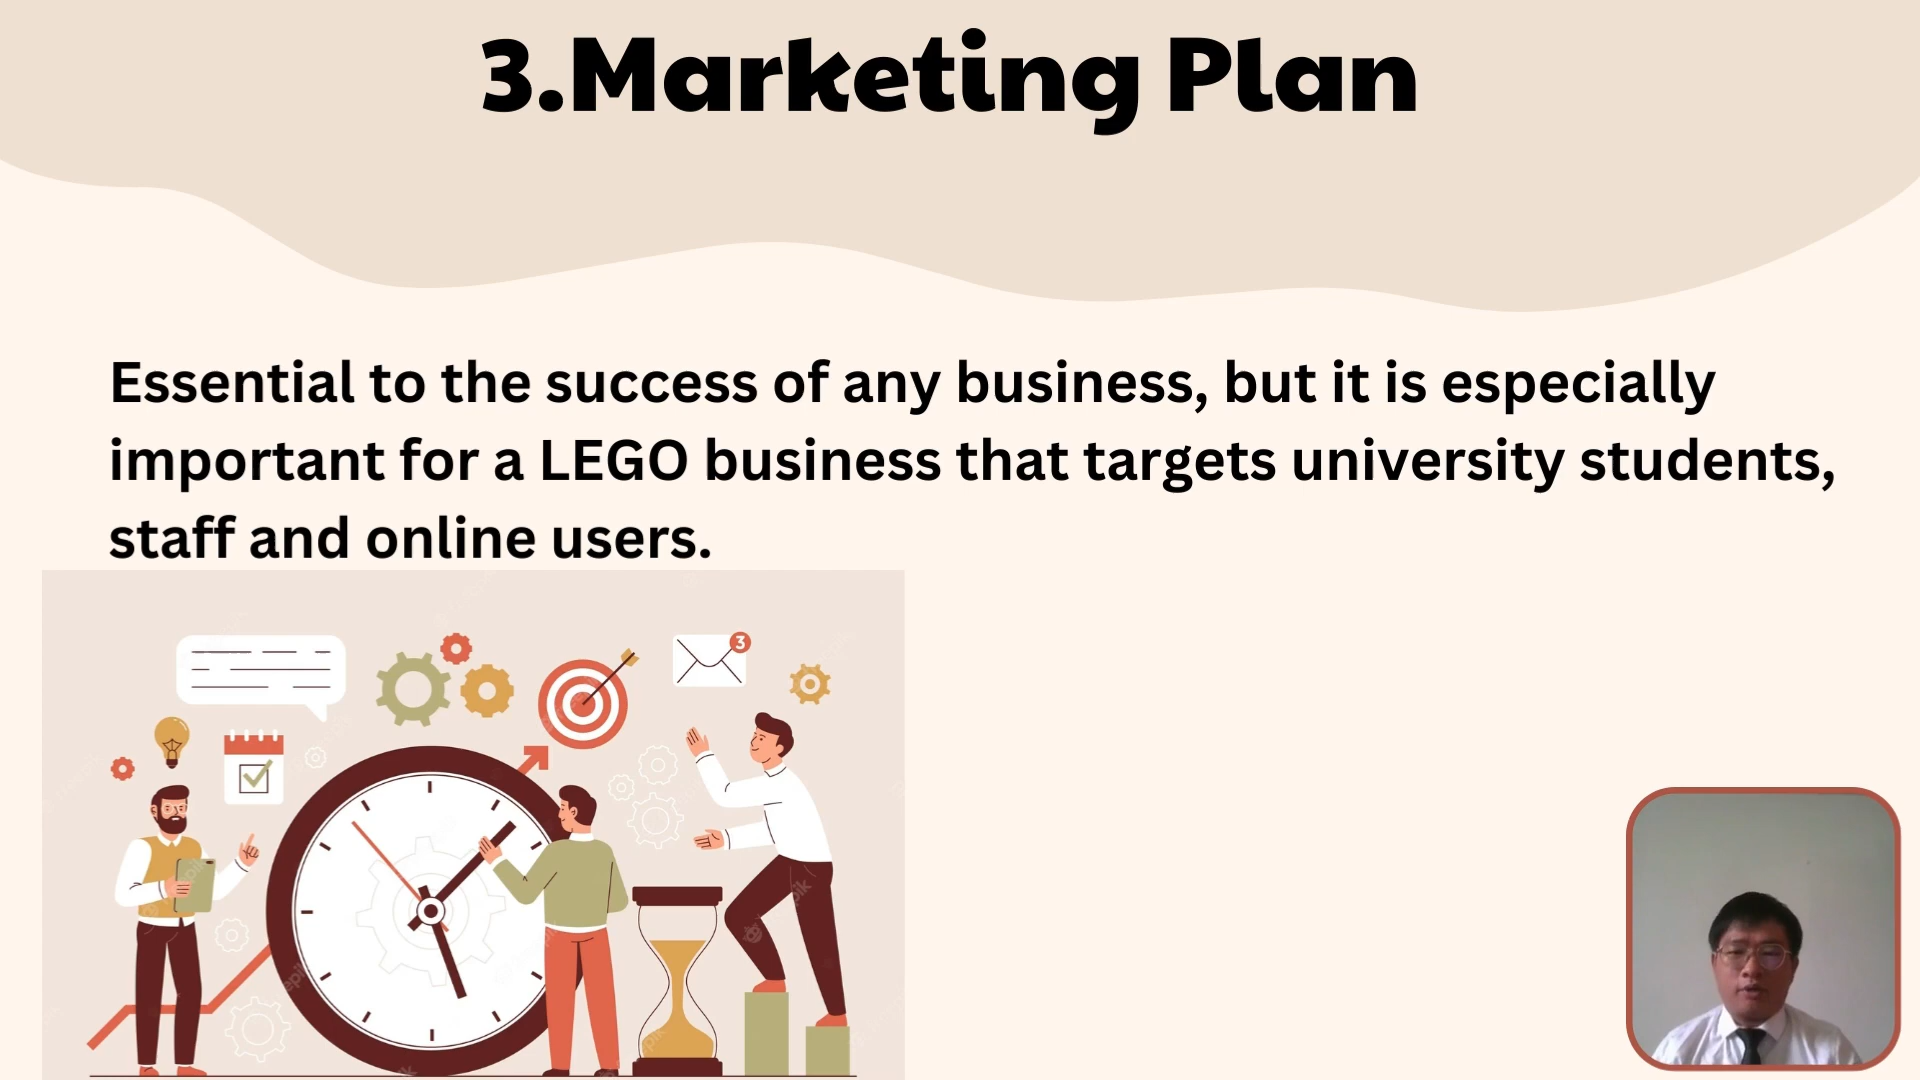 3.Marketing Plan
Essential to the success of any business, but it is especially
important for a LEGO business that targets university students,
staff and online users.
3